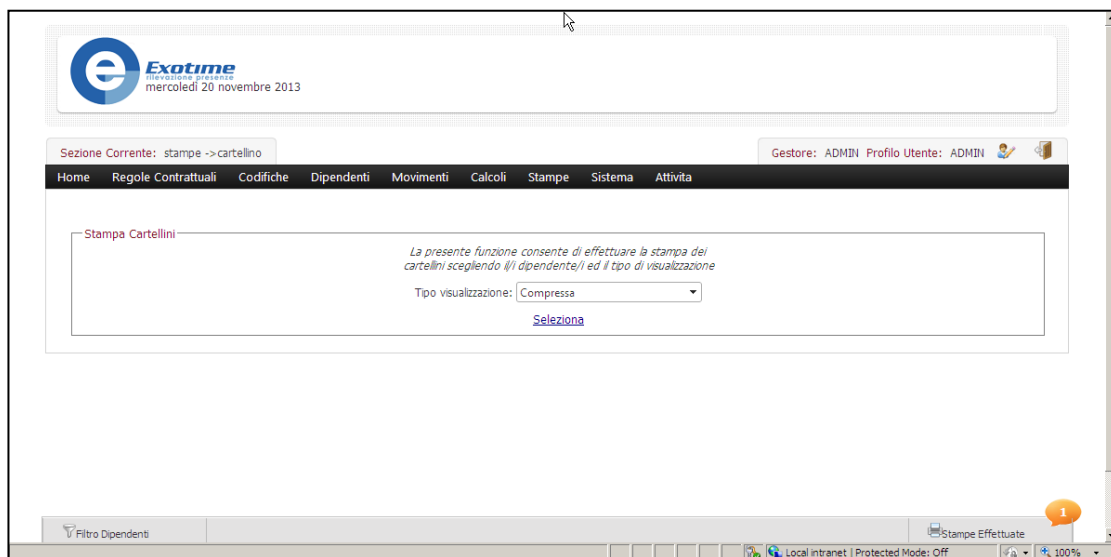 Exotime
rilevazione presenze
mercoledì 20 novembre 2013
Sezione Corrente: stampe ->cartellino
Gestore: ADMIN Profilo Utente: ADMIN
Home Regole Contrattuali Codifiche Dipendenti Movimenti Calcoli Stampe Sistema Attivita
Stampa Cartellini
La presente funzione consente di effettuare la stampa dei
cartellini scegliendo il/i dipendente/i ed il tipo di visualizzazione
Tipo visualizzazione: Compressa
Seleziona
1
Filtro Dipendenti
Stampe Effettuate
Local intranet | Protected Mode: Off
100%